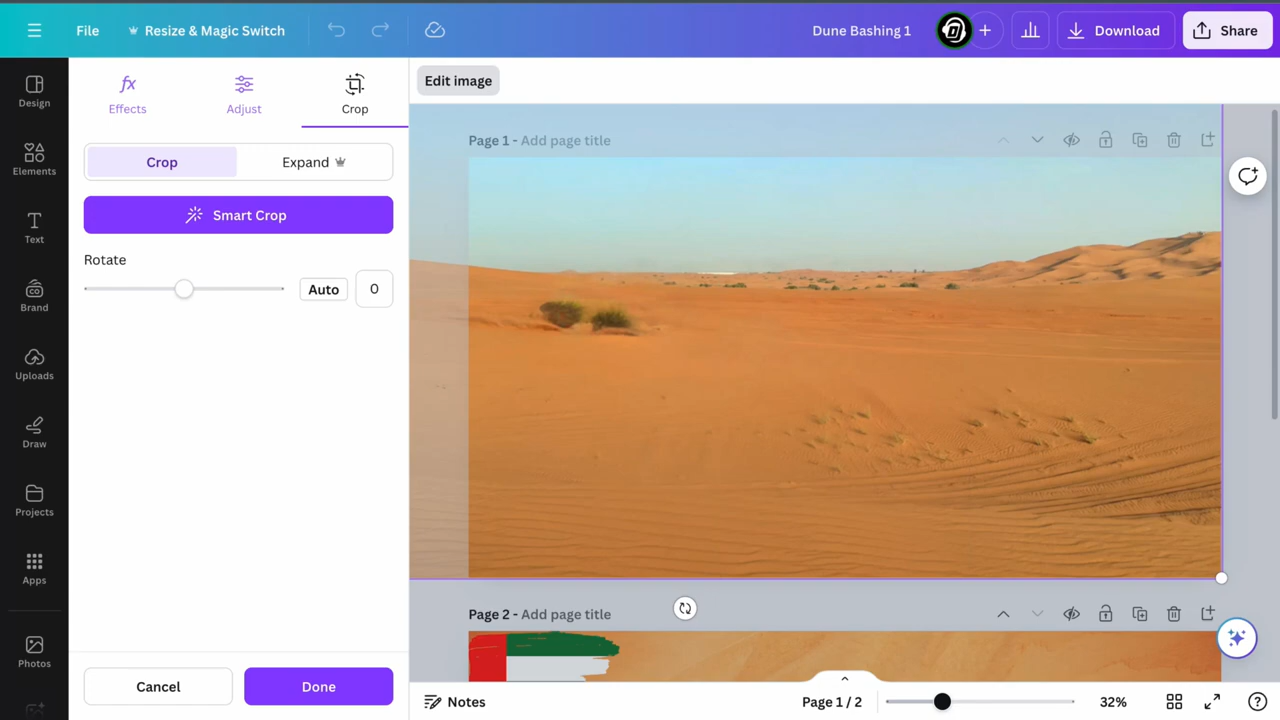 File
Resize & Magic Switch
Dune Bashing 1
Download
Share
Design
Elements
Text
Brand
Uploads
Draw
Projects
Apps
Photos
Effects
Adjust
Crop
Crop
Expand
Smart Crop
Rotate
Auto
0
Cancel
Done
Edit image
Page 1 - Add page title
Page 2 - Add page title
Notes
Page 1 / 2
32%